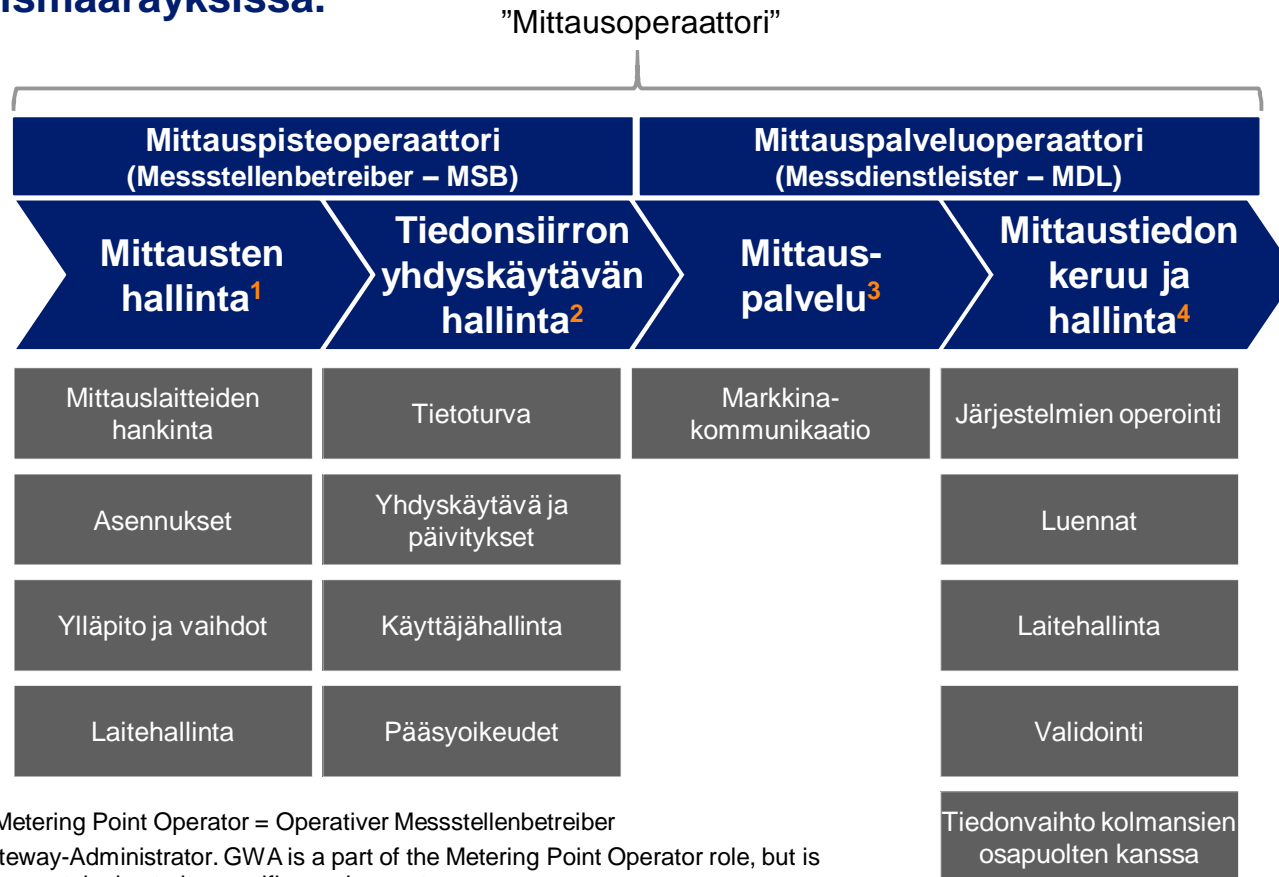 ”Mittausoperaattori”
Mittauspisteoperaattori
(Messstellenbetreiber – MSB)
Mittauspalveluoperaattori
(Messdienstleister – MDL)
Mittausten
hallinta1
Tiedonsiirron
yhdyskäytävän
hallinta2
Mittaus-
palvelu3
Mittaustiedon
keruu ja
hallinta4
Mittauslaitteiden
hankinta
Asennukset
Ylläpito ja vaihdot
Laitehallinta
Tietoturva
Yhdyskäytävä ja
päivitykset
Käyttäjähallinta
Pääsyoikeudet
Markkina-
kommunikaatio
Järjestelmien operointi
Luennat
Laitehallinta
Validointi
Tiedonvaihto kolmansien
osapuolten kanssa
Metering Point Operator = Operativer Messstellenbetreiber
teway-Administrator. GWA is a part of the Metering Point Operator role, but is